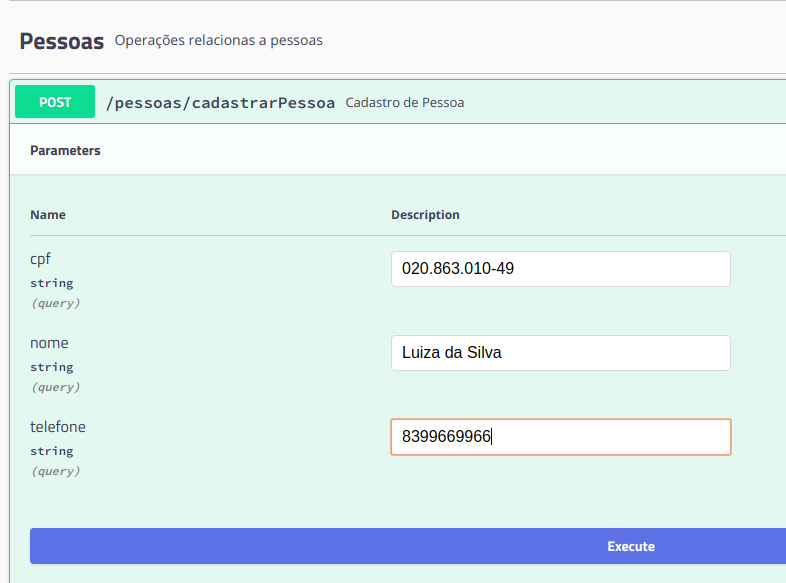 Pessoas Operações relacionas a pessoas
POST /pessoas/cadastrarPessoa Cadastro de Pessoa
Parameters
Name Description
cpf
string
(query)
020.863.010-49
nome
string
(query)
Luiza da Silva
telefone
string
(query)
8399669966
Execute